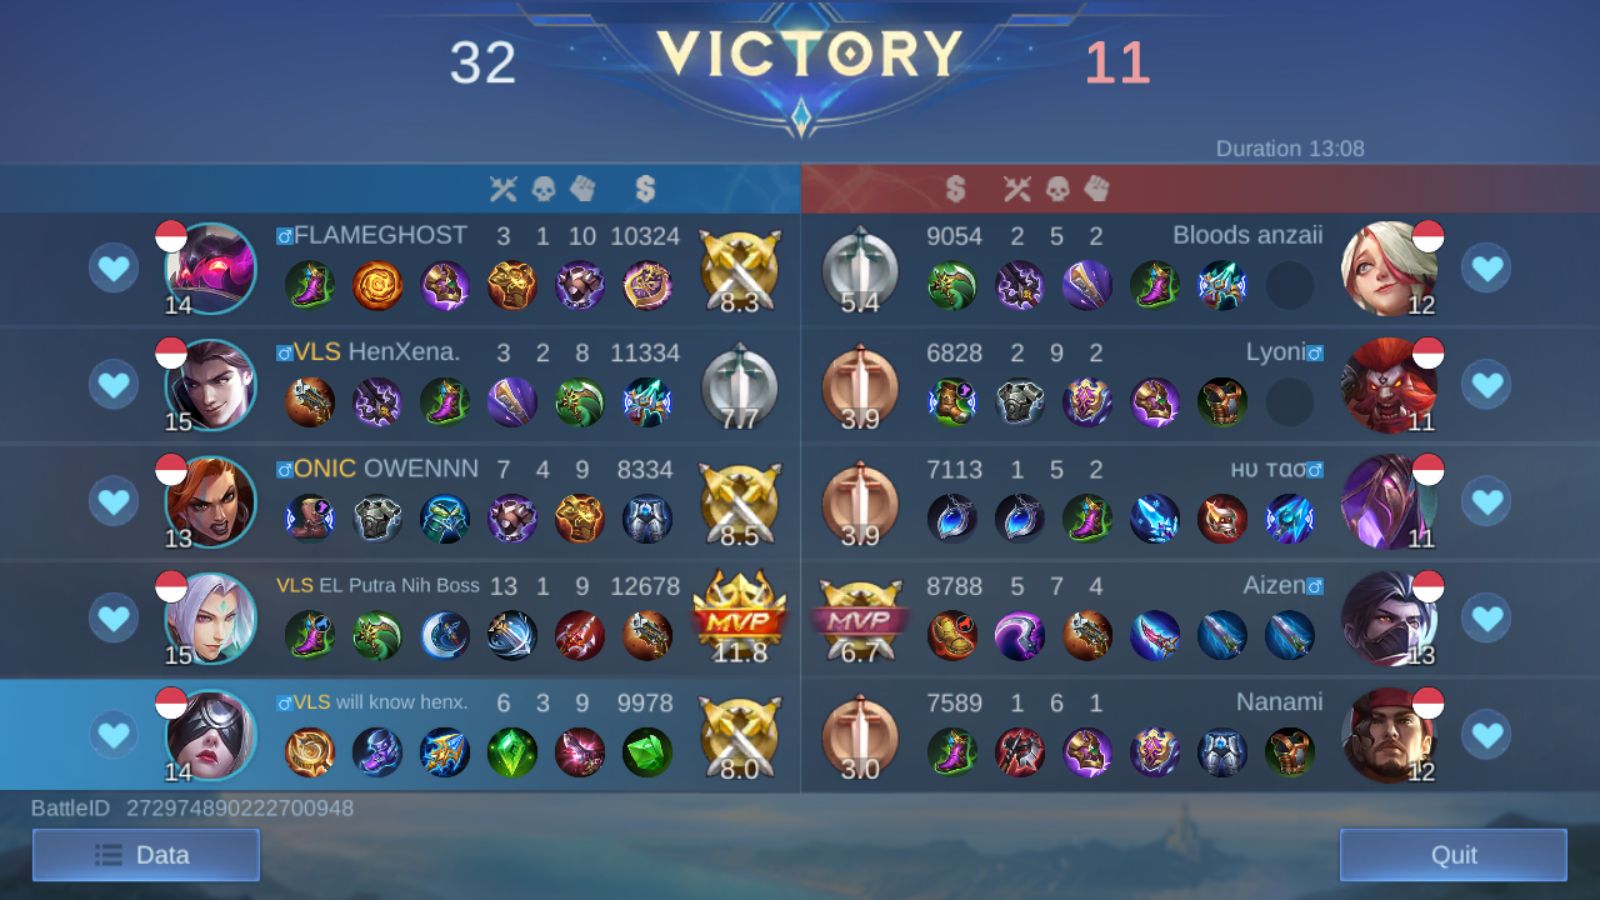 32 VICTORY 11
Duration 13:08
FLAMEGHOST 3 1 10 10324
14 8.3
9054 2 5 2 Bloods anzaii
5.4 12
VLS HenXena. 3 2 8 11334
15 7.7
6828 2 9 2 Lyoni
3.9 11
ONIC OWENNN 7 4 9 8334
13 8.5
7113 1 5 2 ʜυ τασ
3.9 11
VLS EL Putra Nih Boss 13 1 9 12678
15 MVP 11.8
8788 5 7 4 Aizen
MVP 6.7 13
VLS will know henx. 6 3 9 9978
14 8.0
7589 1 6 1 Nanami
3.0 12
BattleID 272974890222700948
Data
Quit